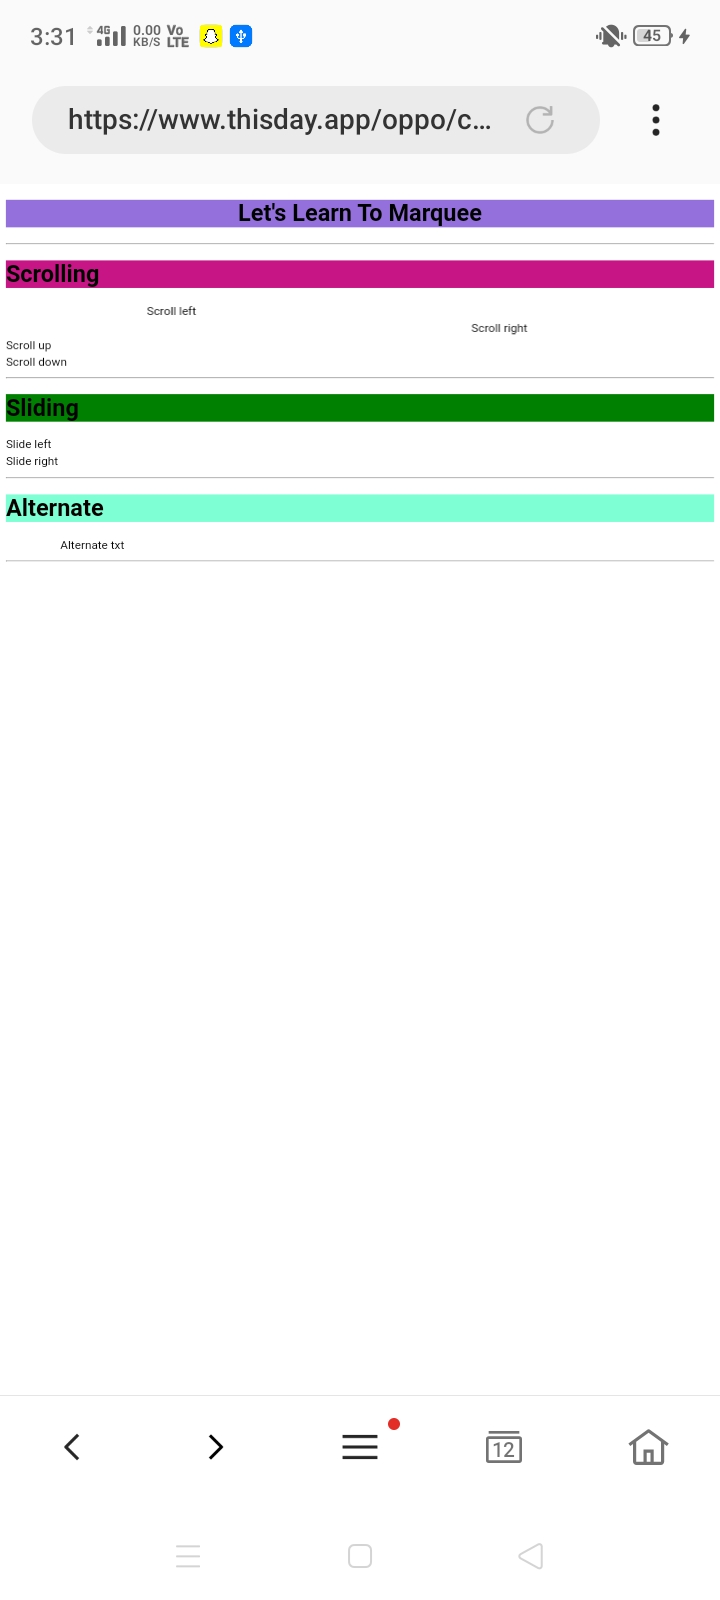 3:31 4G 0.00 KB/S Vo LTE 45
https://www.thisday.app/oppo/c...
Let's Learn To Marquee
Scrolling
Scroll left
Scroll right
Scroll up
Scroll down
Sliding
Slide left
Slide right
Alternate
Alternate txt
12